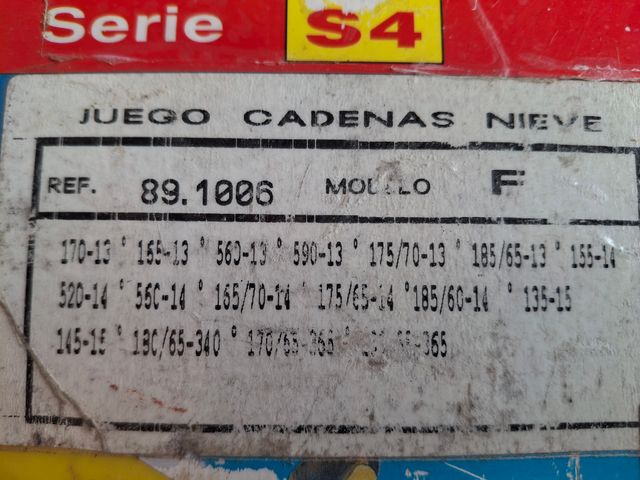 Serie S4
JUEGO CADENAS NIEVE
REF. 89.1006 MODELO F
170-13 ° 165-13 ° 560-13 ° 590-13 ° 175/70-13 ° 185/65-13 ° 155-14
520-14 ° 560-14 ° 165/70-14 ° 175/65-14 ° 185/60-14 ° 135-15
145-15 ° 180/65-340 ° 170/65-366 °